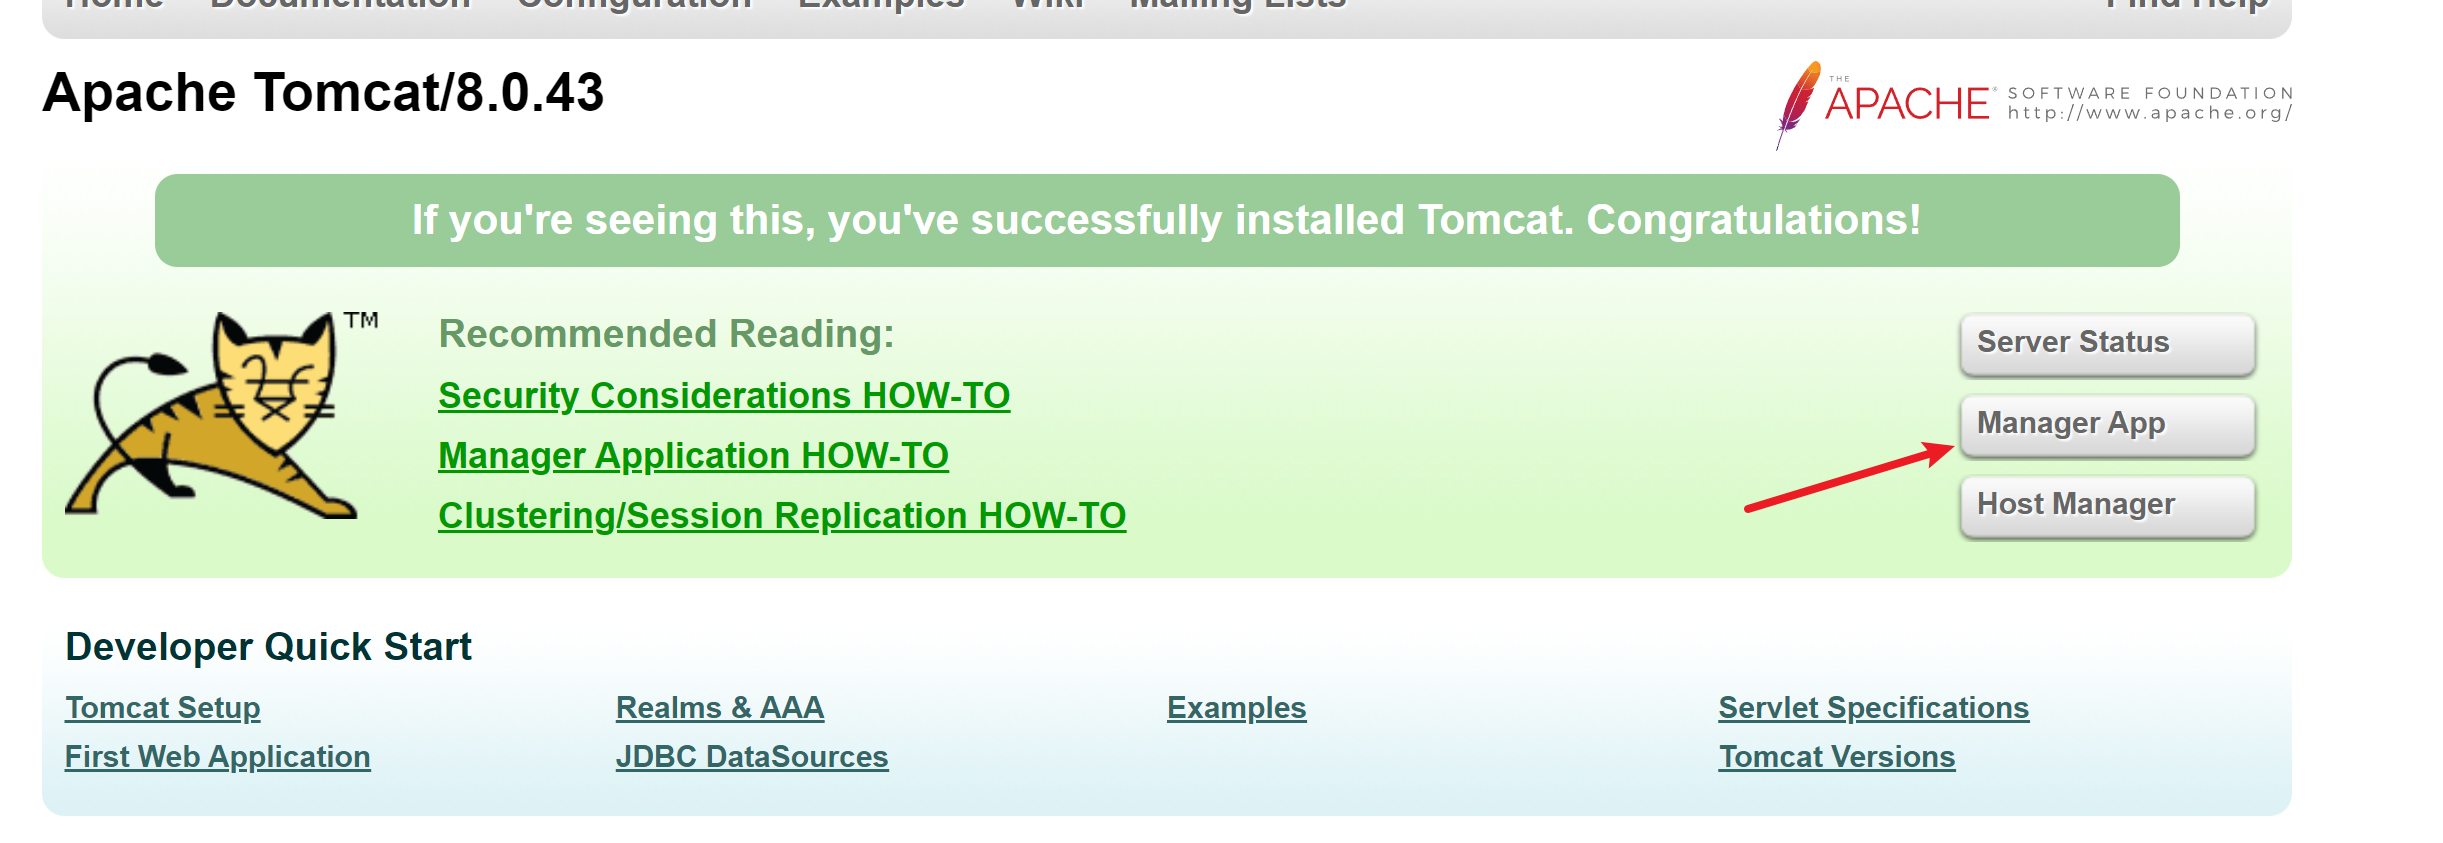 Home Documentation Configuration Examples Wiki Mailing Lists Find Help
Apache Tomcat/8.0.43
THE
APACHE® SOFTWARE FOUNDATION
http://www.apache.org/
If you're seeing this, you've successfully installed Tomcat. Congratulations!
TM
Recommended Reading:
Security Considerations HOW-TO
Manager Application HOW-TO
Clustering/Session Replication HOW-TO
Server Status
Manager App
Host Manager
Developer Quick Start
Tomcat Setup Realms & AAA Examples Servlet Specifications
First Web Application JDBC DataSources Tomcat Versions